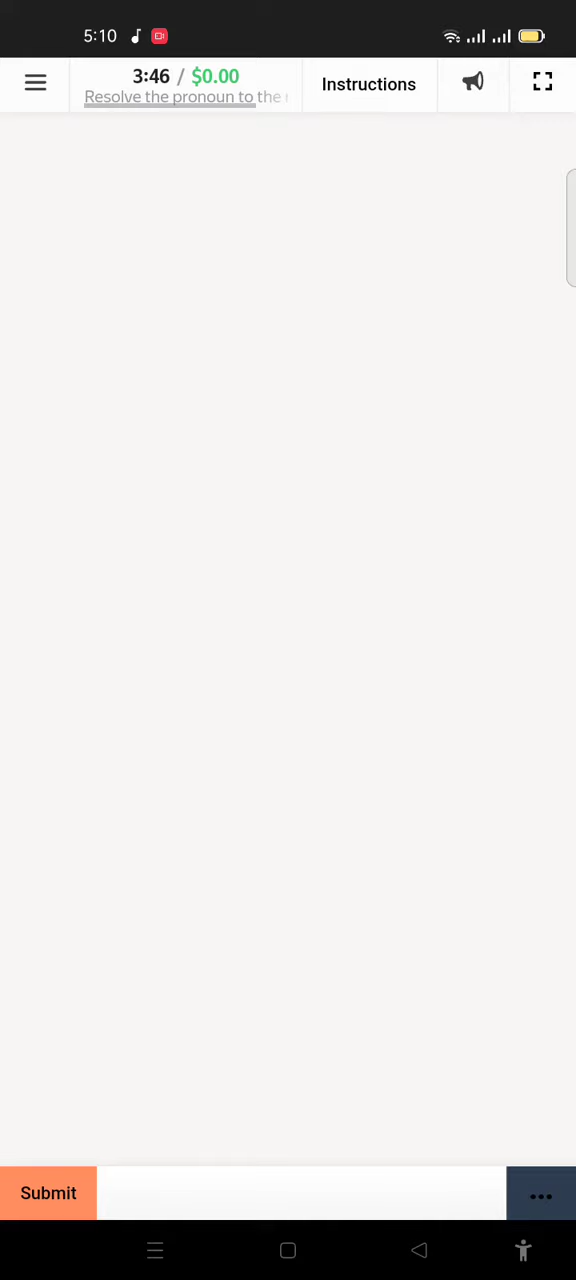 5:10
3:46 / $0.00
Resolve the pronoun to the
Instructions
Submit